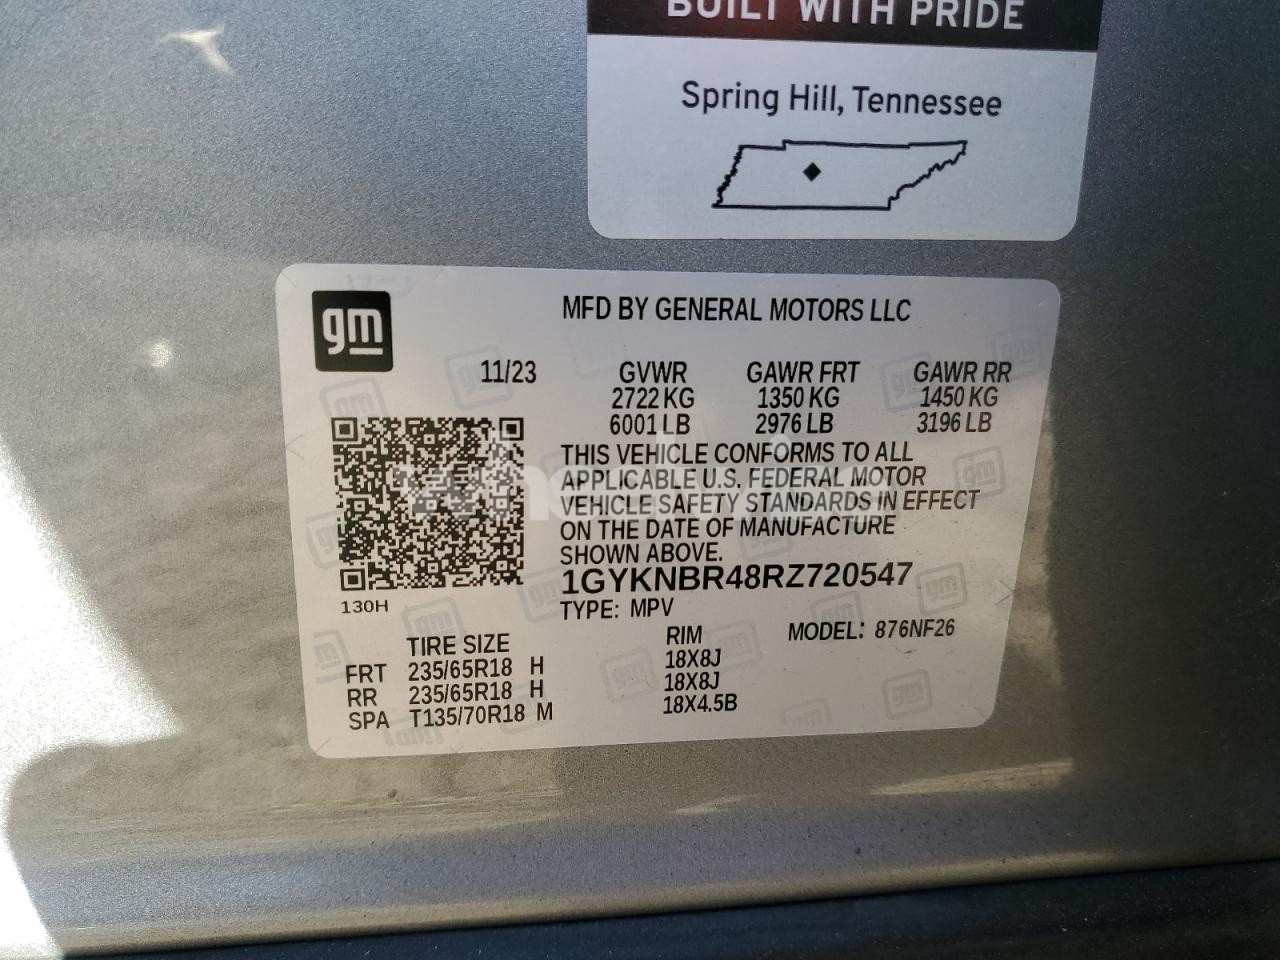 BUILT WITH PRIDE
Spring Hill, Tennessee
gm
MFD BY GENERAL MOTORS LLC
11/23 GVWR GAWR FRT GAWR RR
2722 KG 1350 KG 1450 KG
6001 LB 2976 LB 3196 LB
THIS VEHICLE CONFORMS TO ALL
APPLICABLE U.S. FEDERAL MOTOR
VEHICLE SAFETY STANDARDS IN EFFECT
ON THE DATE OF MANUFACTURE
SHOWN ABOVE.
1GYKNBR48RZ720547
130H
TYPE: MPV
MODEL: 876NF26
TIRE SIZE RIM
FRT 235/65R18 H 18X8J
RR 235/65R18 H 18X8J
SPA T135/70R18 M 18X4.5B